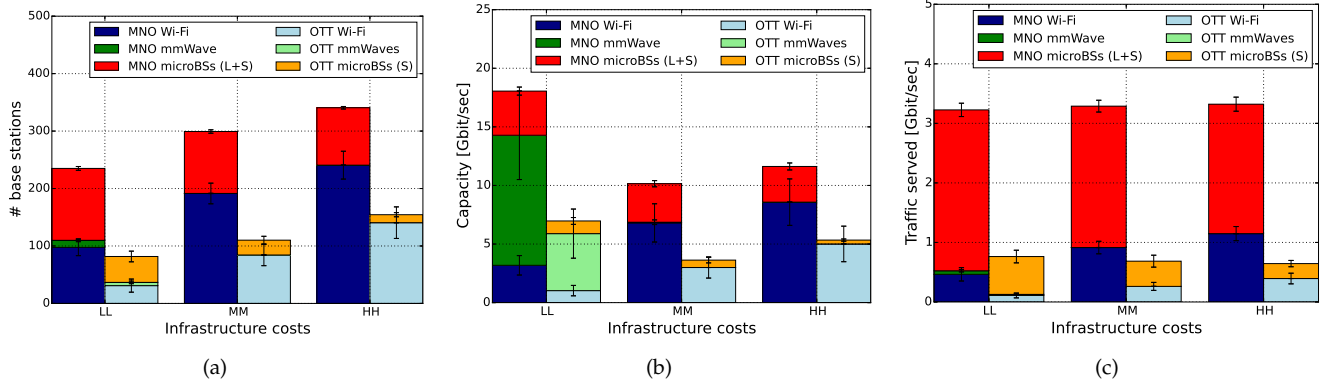 MNO Wi-Fi
MNO mmWave
MNO microBSs (L+S)
OTT Wi-Fi
OTT mmWaves
OTT microBSs (S)
500
400
300
200
100
0
# base stations
LL
MM
HH
Infrastructure costs
(a)
MNO Wi-Fi
MNO mmWave
MNO microBSs (L+S)
OTT Wi-Fi
OTT mmWaves
OTT microBSs (S)
25
20
15
10
5
0
Capacity [Gbit/sec]
LL
MM
HH
Infrastructure costs
(b)
MNO Wi-Fi
MNO mmWave
MNO microBSs (L+S)
OTT Wi-Fi
OTT mmWaves
OTT microBSs (S)
5
4
3
2
1
0
Traffic served [Gbit/sec]
LL
MM
HH
Infrastructure costs
(c)